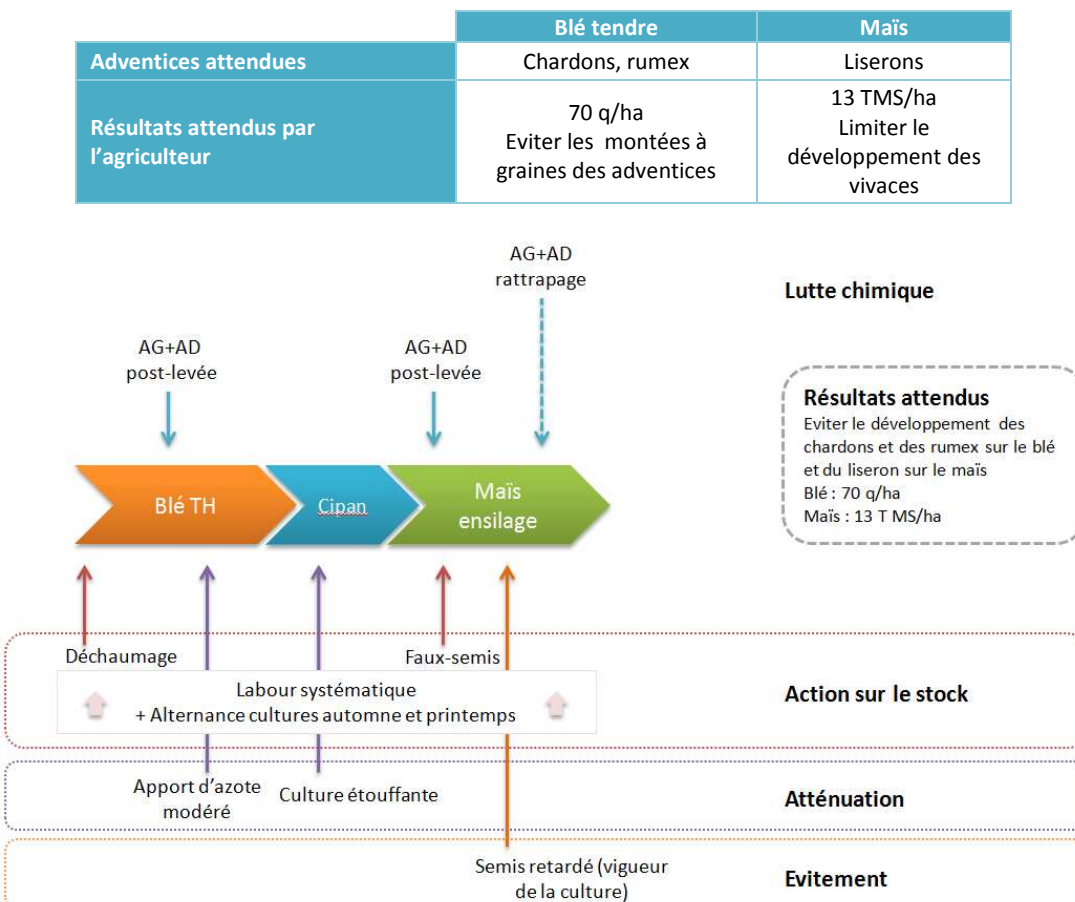 Blé tendre
Maïs
Adventices attendues
Chardons, rumex
Liserons
Résultats attendus par
l’agriculteur
70 q/ha
Eviter les montées à
graines des adventices
13 TMS/ha
Limiter le
développement des
vivaces
AG+AD
rattrapage
Lutte chimique
AG+AD
post-levée
AG+AD
post-levée
Résultats attendus
Eviter le développement des
chardons et des rumex sur le blé
et du liseron sur le maïs
Blé : 70 q/ha
Maïs : 13 T MS/ha
Blé TH
Cipan
Maïs
ensilage
Déchaumage
Faux-semis
Labour systématique
+ Alternance cultures automne et printemps
Action sur le stock
Apport d’azote
modéré
Culture étouffante
Atténuation
Semis retardé (vigueur
de la culture)
Evitement